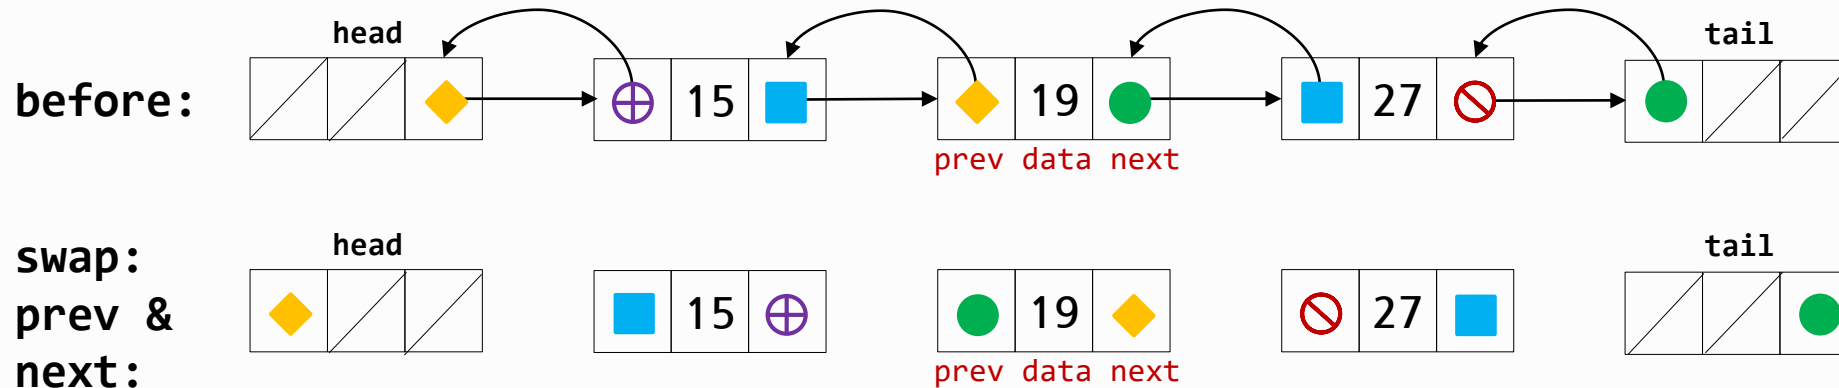 head tail
before: 15 19 27
prev data next
swap: head tail
prev & 15 19 27
next: prev data next